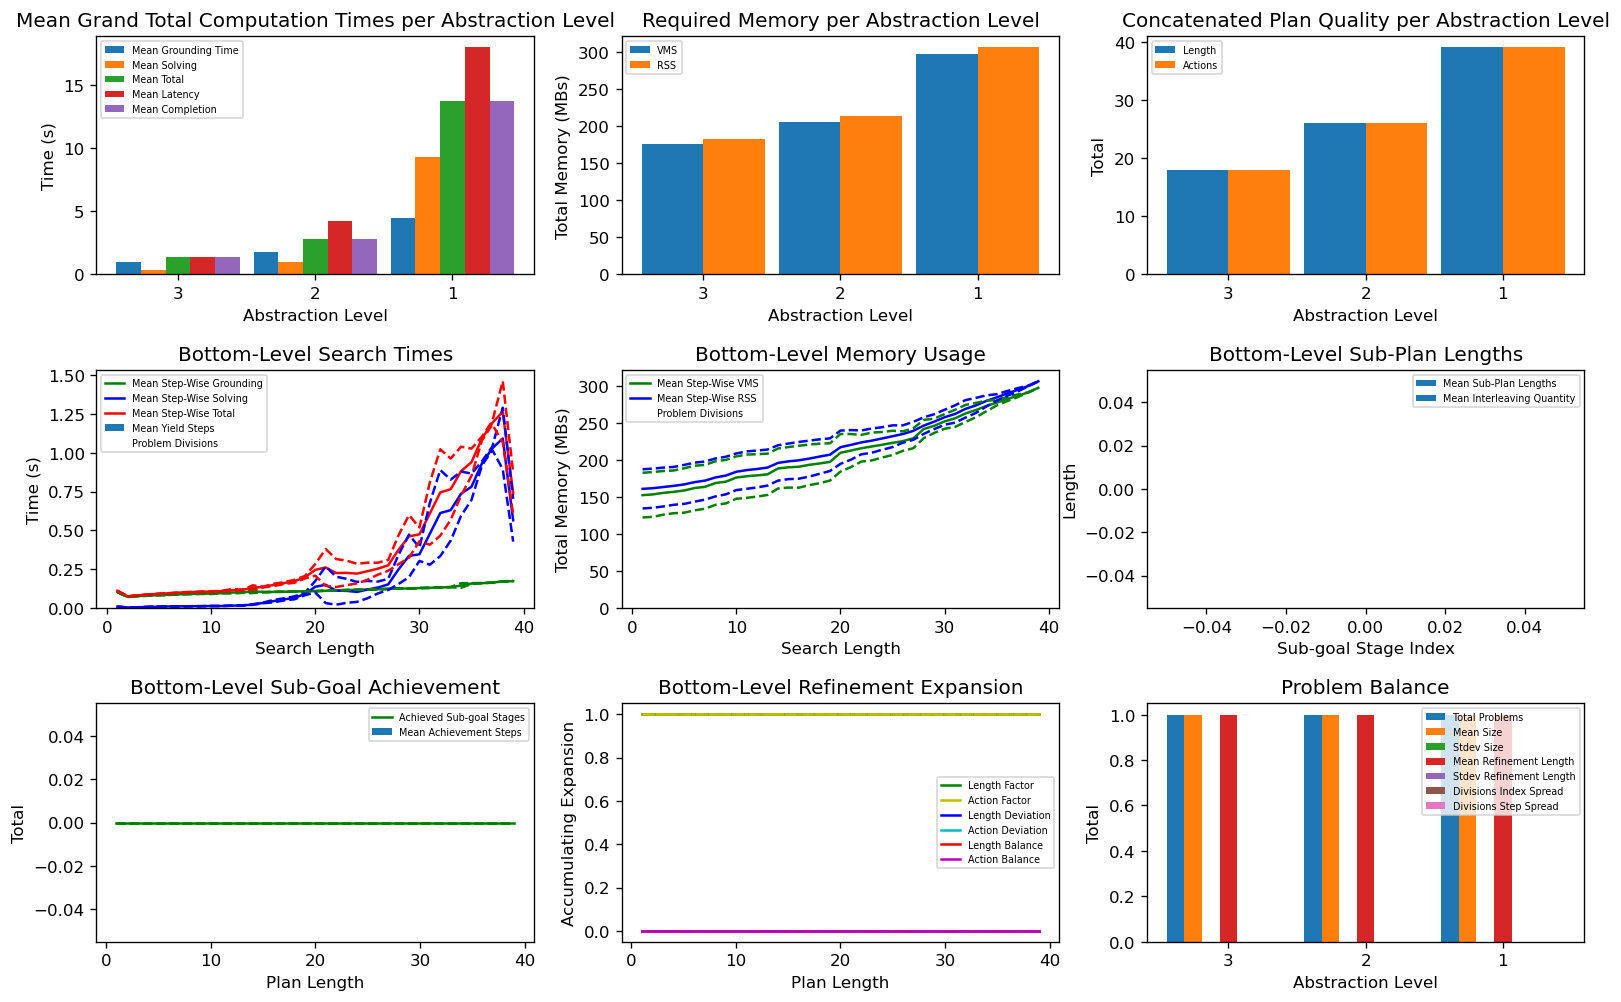 Mean Grand Total Computation Times per Abstraction Level
Time (s)
15
10
5
0
Mean Grounding Time
Mean Solving
Mean Total
Mean Latency
Mean Completion
3 2 1
Abstraction Level
Required Memory per Abstraction Level
Total Memory (MBs)
300
250
200
150
100
50
0
VMS
RSS
3 2 1
Abstraction Level
Concatenated Plan Quality per Abstraction Level
Total
40
30
20
10
0
Length
Actions
3 2 1
Abstraction Level
Bottom-Level Search Times
Time (s)
1.50
1.25
1.00
0.75
0.50
0.25
0.00
Mean Step-Wise Grounding
Mean Step-Wise Solving
Mean Step-Wise Total
Mean Yield Steps
Problem Divisions
0 10 20 30 40
Search Length
Bottom-Level Memory Usage
Total Memory (MBs)
300
250
200
150
100
50
0
Mean Step-Wise VMS
Mean Step-Wise RSS
Problem Divisions
0 10 20 30 40
Search Length
Bottom-Level Sub-Plan Lengths
Length
0.04
0.02
0.00
−0.02
−0.04
Mean Sub-Plan Lengths
Mean Interleaving Quantity
−0.04 −0.02 0.00 0.02 0.04
Sub-goal Stage Index
Bottom-Level Sub-Goal Achievement
Total
0.04
0.02
0.00
−0.02
−0.04
Achieved Sub-goal Stages
Mean Achievement Steps
0 10 20 30 40
Plan Length
Bottom-Level Refinement Expansion
Accumulating Expansion
1.0
0.8
0.6
0.4
0.2
0.0
Length Factor
Action Factor
Length Deviation
Action Deviation
Length Balance
Action Balance
0 10 20 30 40
Plan Length
Problem Balance
Total
1.0
0.8
0.6
0.4
0.2
0.0
Total Problems
Mean Size
Stdev Size
Mean Refinement Length
Stdev Refinement Length
Divisions Index Spread
Divisions Step Spread
3 2 1
Abstraction Level